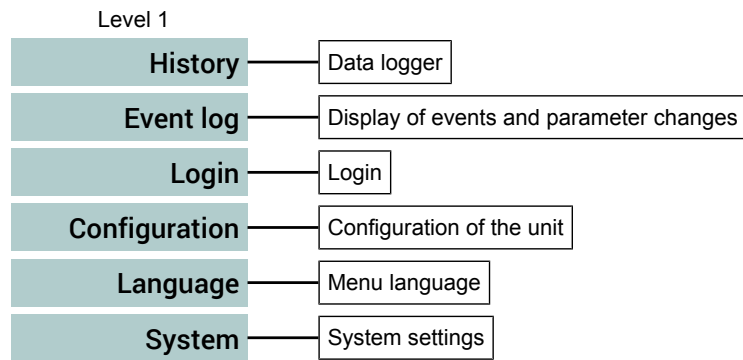 Level 1
History
Data logger
Event log
Display of events and parameter changes
Login
Login
Configuration
Configuration of the unit
Language
Menu language
System
System settings